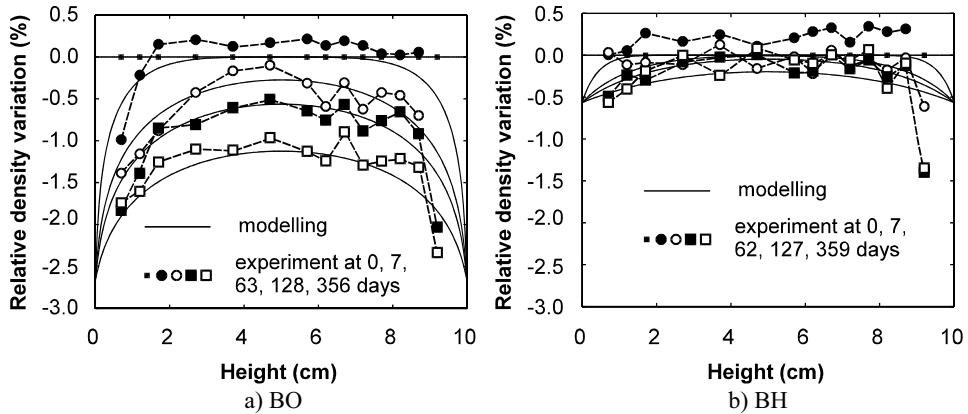 Relative density variation (%)
0.5
0.0
-0.5
-1.0
-1.5
-2.0
-2.5
-3.0
modelling
experiment at 0, 7,
63, 128, 356 days
0 2 4 6 8 10
Height (cm)
a) BO
Relative density variation (%)
0.5
0.0
-0.5
-1.0
-1.5
-2.0
-2.5
-3.0
modelling
experiment at 0, 7,
62, 127, 359 days
0 2 4 6 8 10
Height (cm)
b) BH